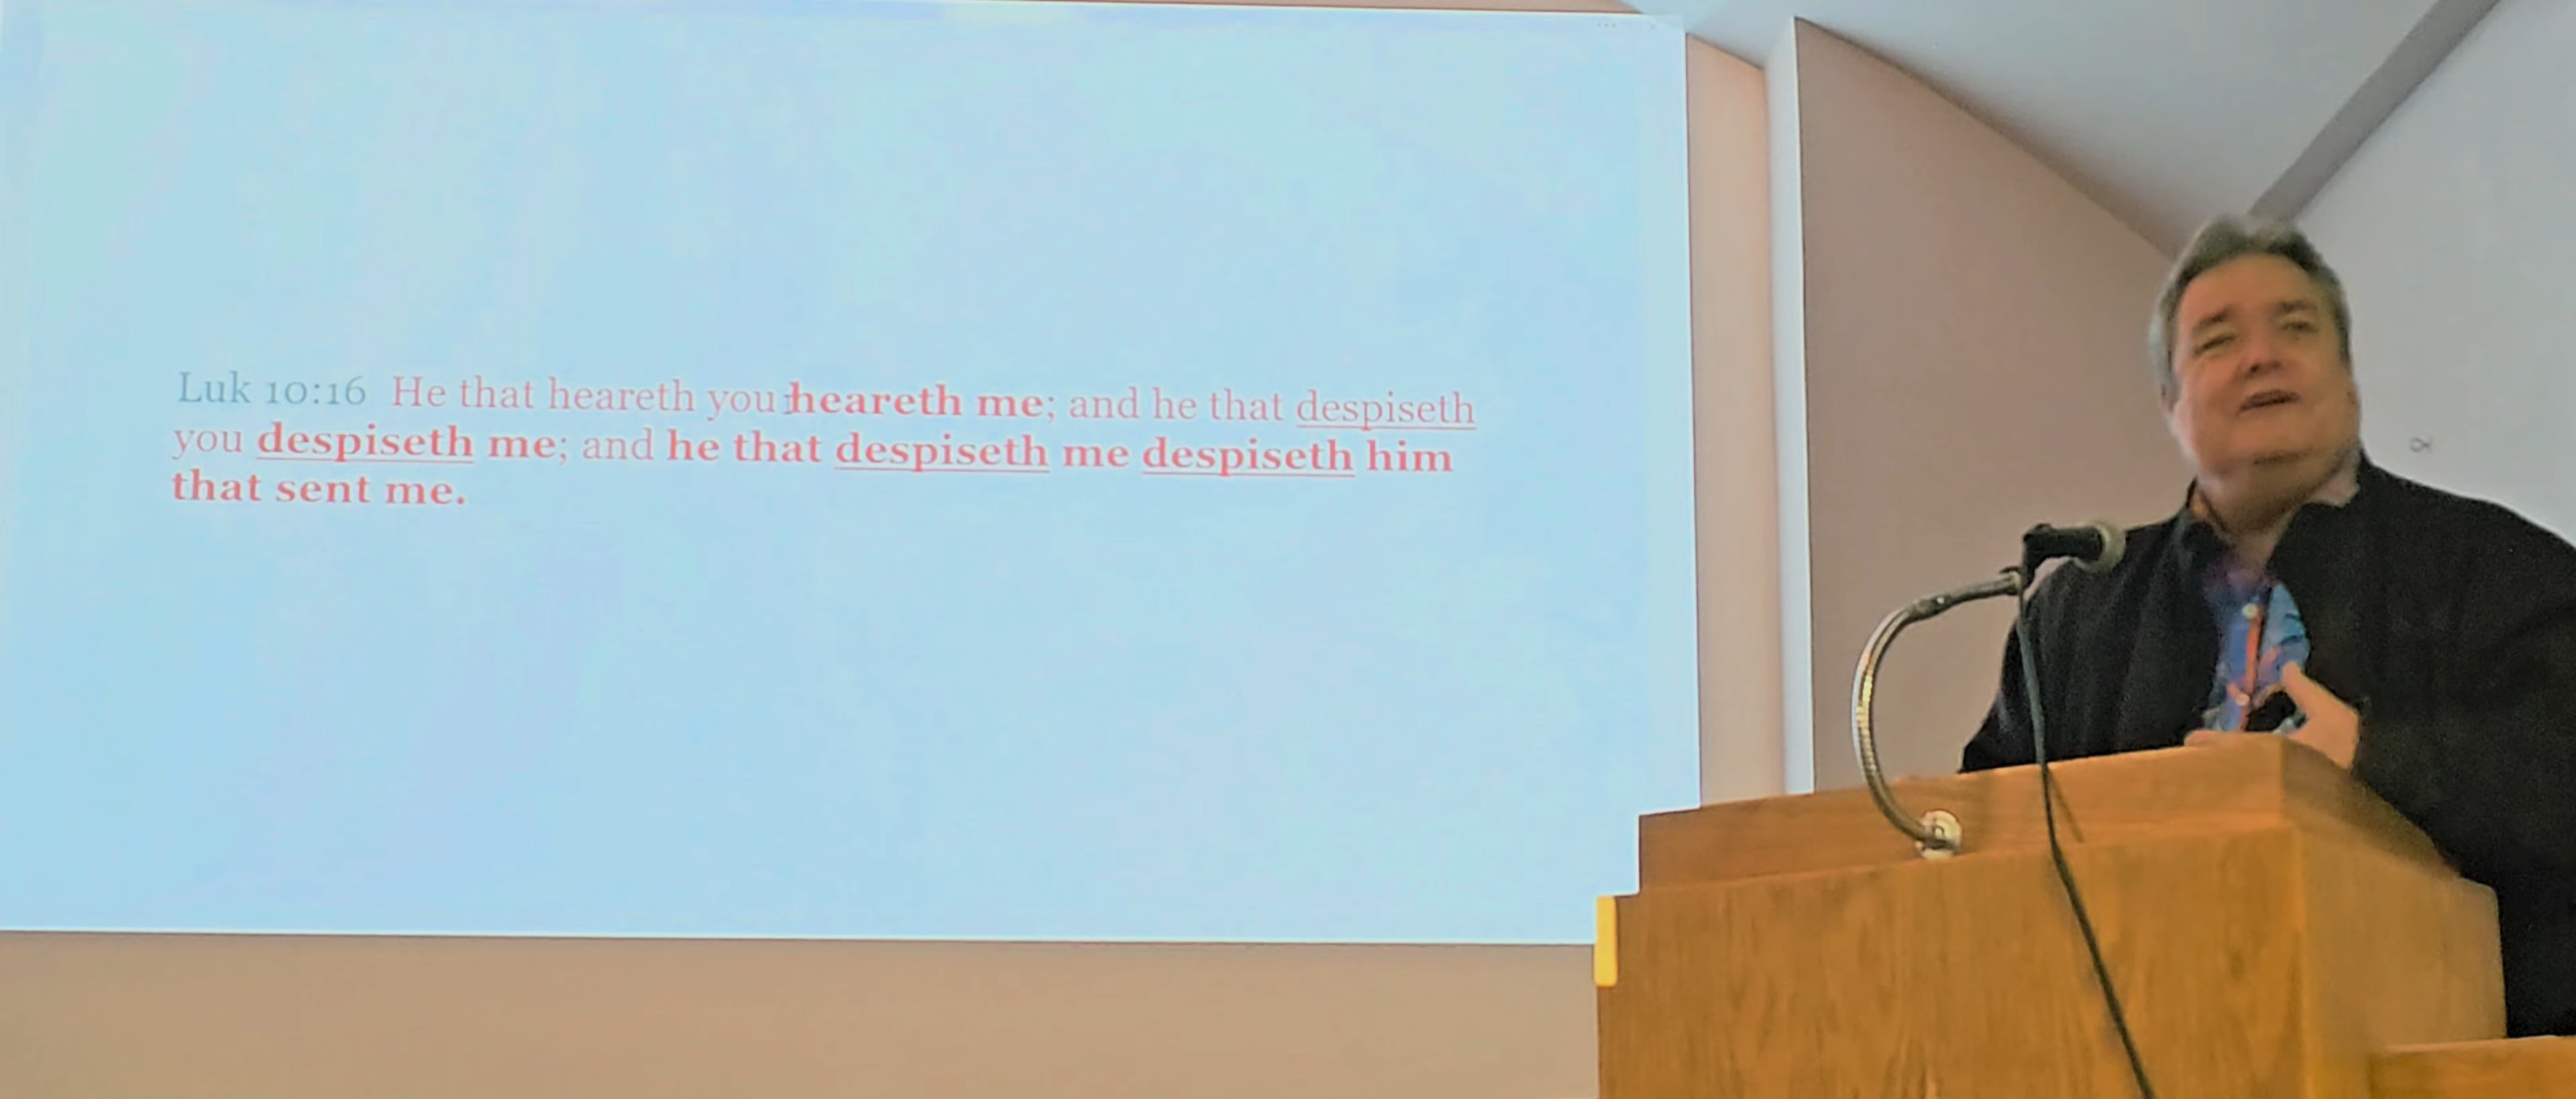 Luk 10:16 He that heareth you heareth me; and he that despiseth
you despiseth me; and he that despiseth me despiseth him
that sent me.